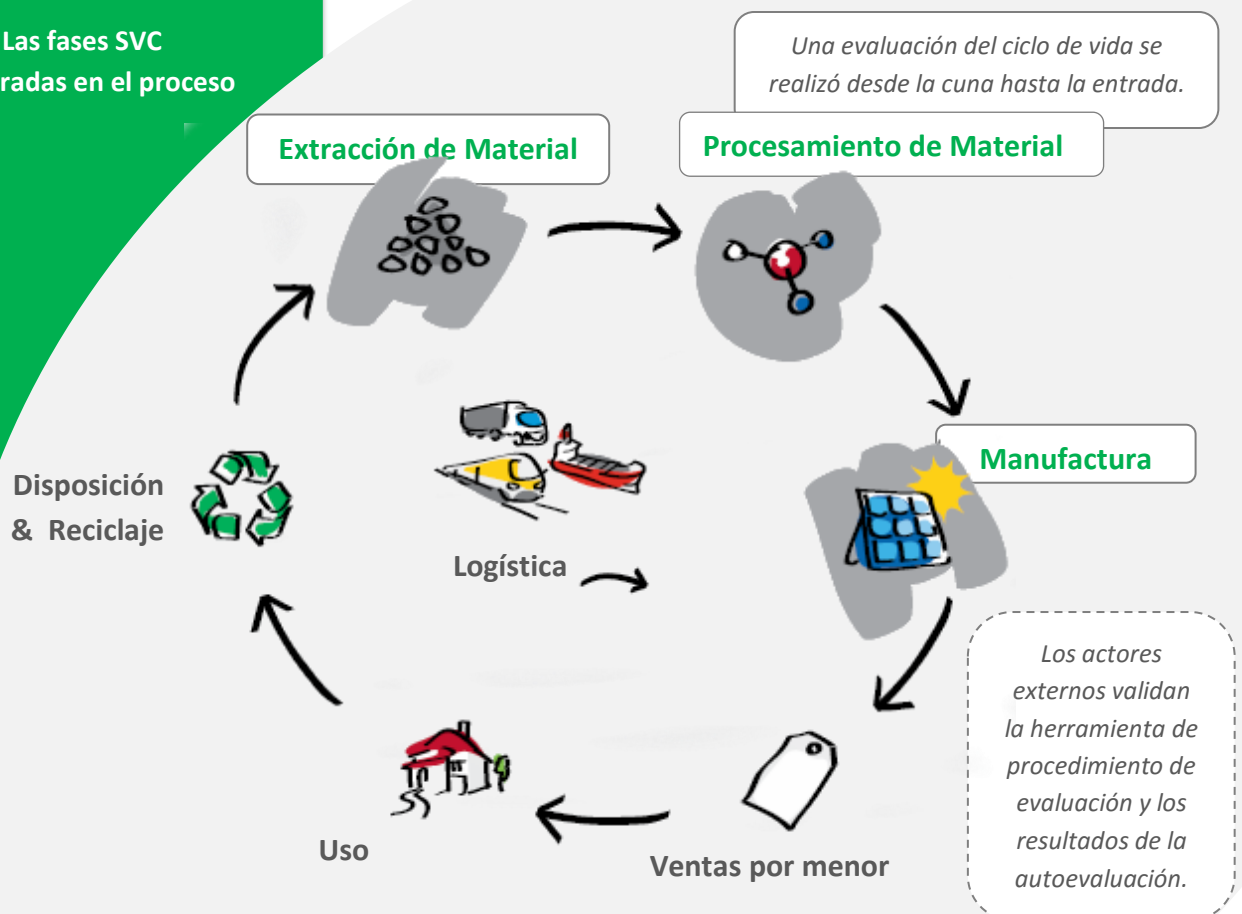 Las fases SVC
radas en el proceso
Una evaluación del ciclo de vida se
realizó desde la cuna hasta la entrada.
Extracción de Material
Procesamiento de Material
Manufactura
Disposición
& Reciclaje
Logística
Los actores
externos validan
la herramienta de
procedimiento de
evaluación y los
resultados de la
autoevaluación.
Uso
Ventas por menor